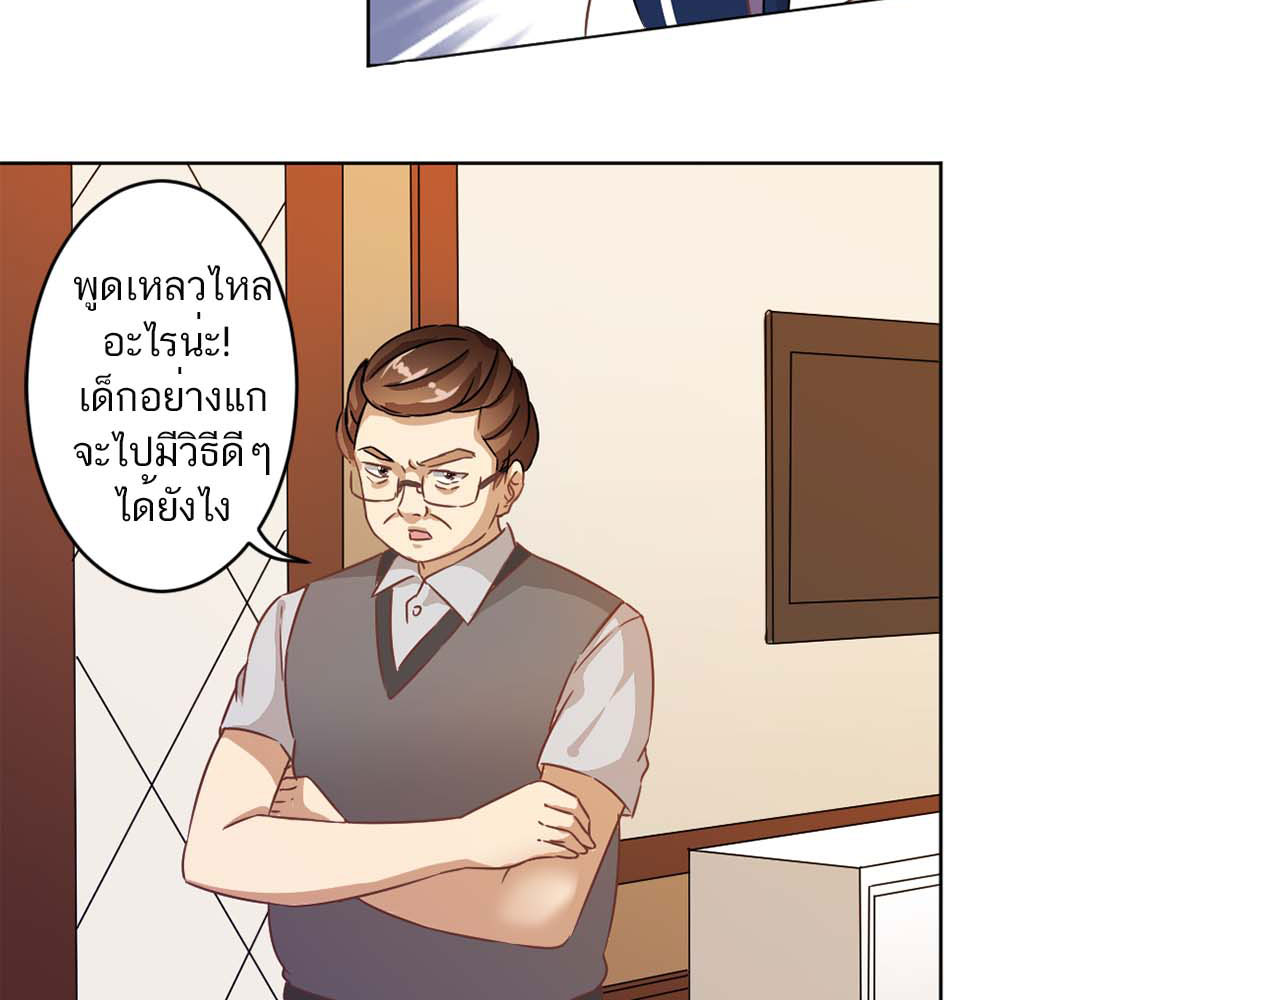 พูดเหลวไหล
อะไรน่ะ!
เด็กอย่างแก
จะไปมีวิธีดีๆ
ได้ยังไง